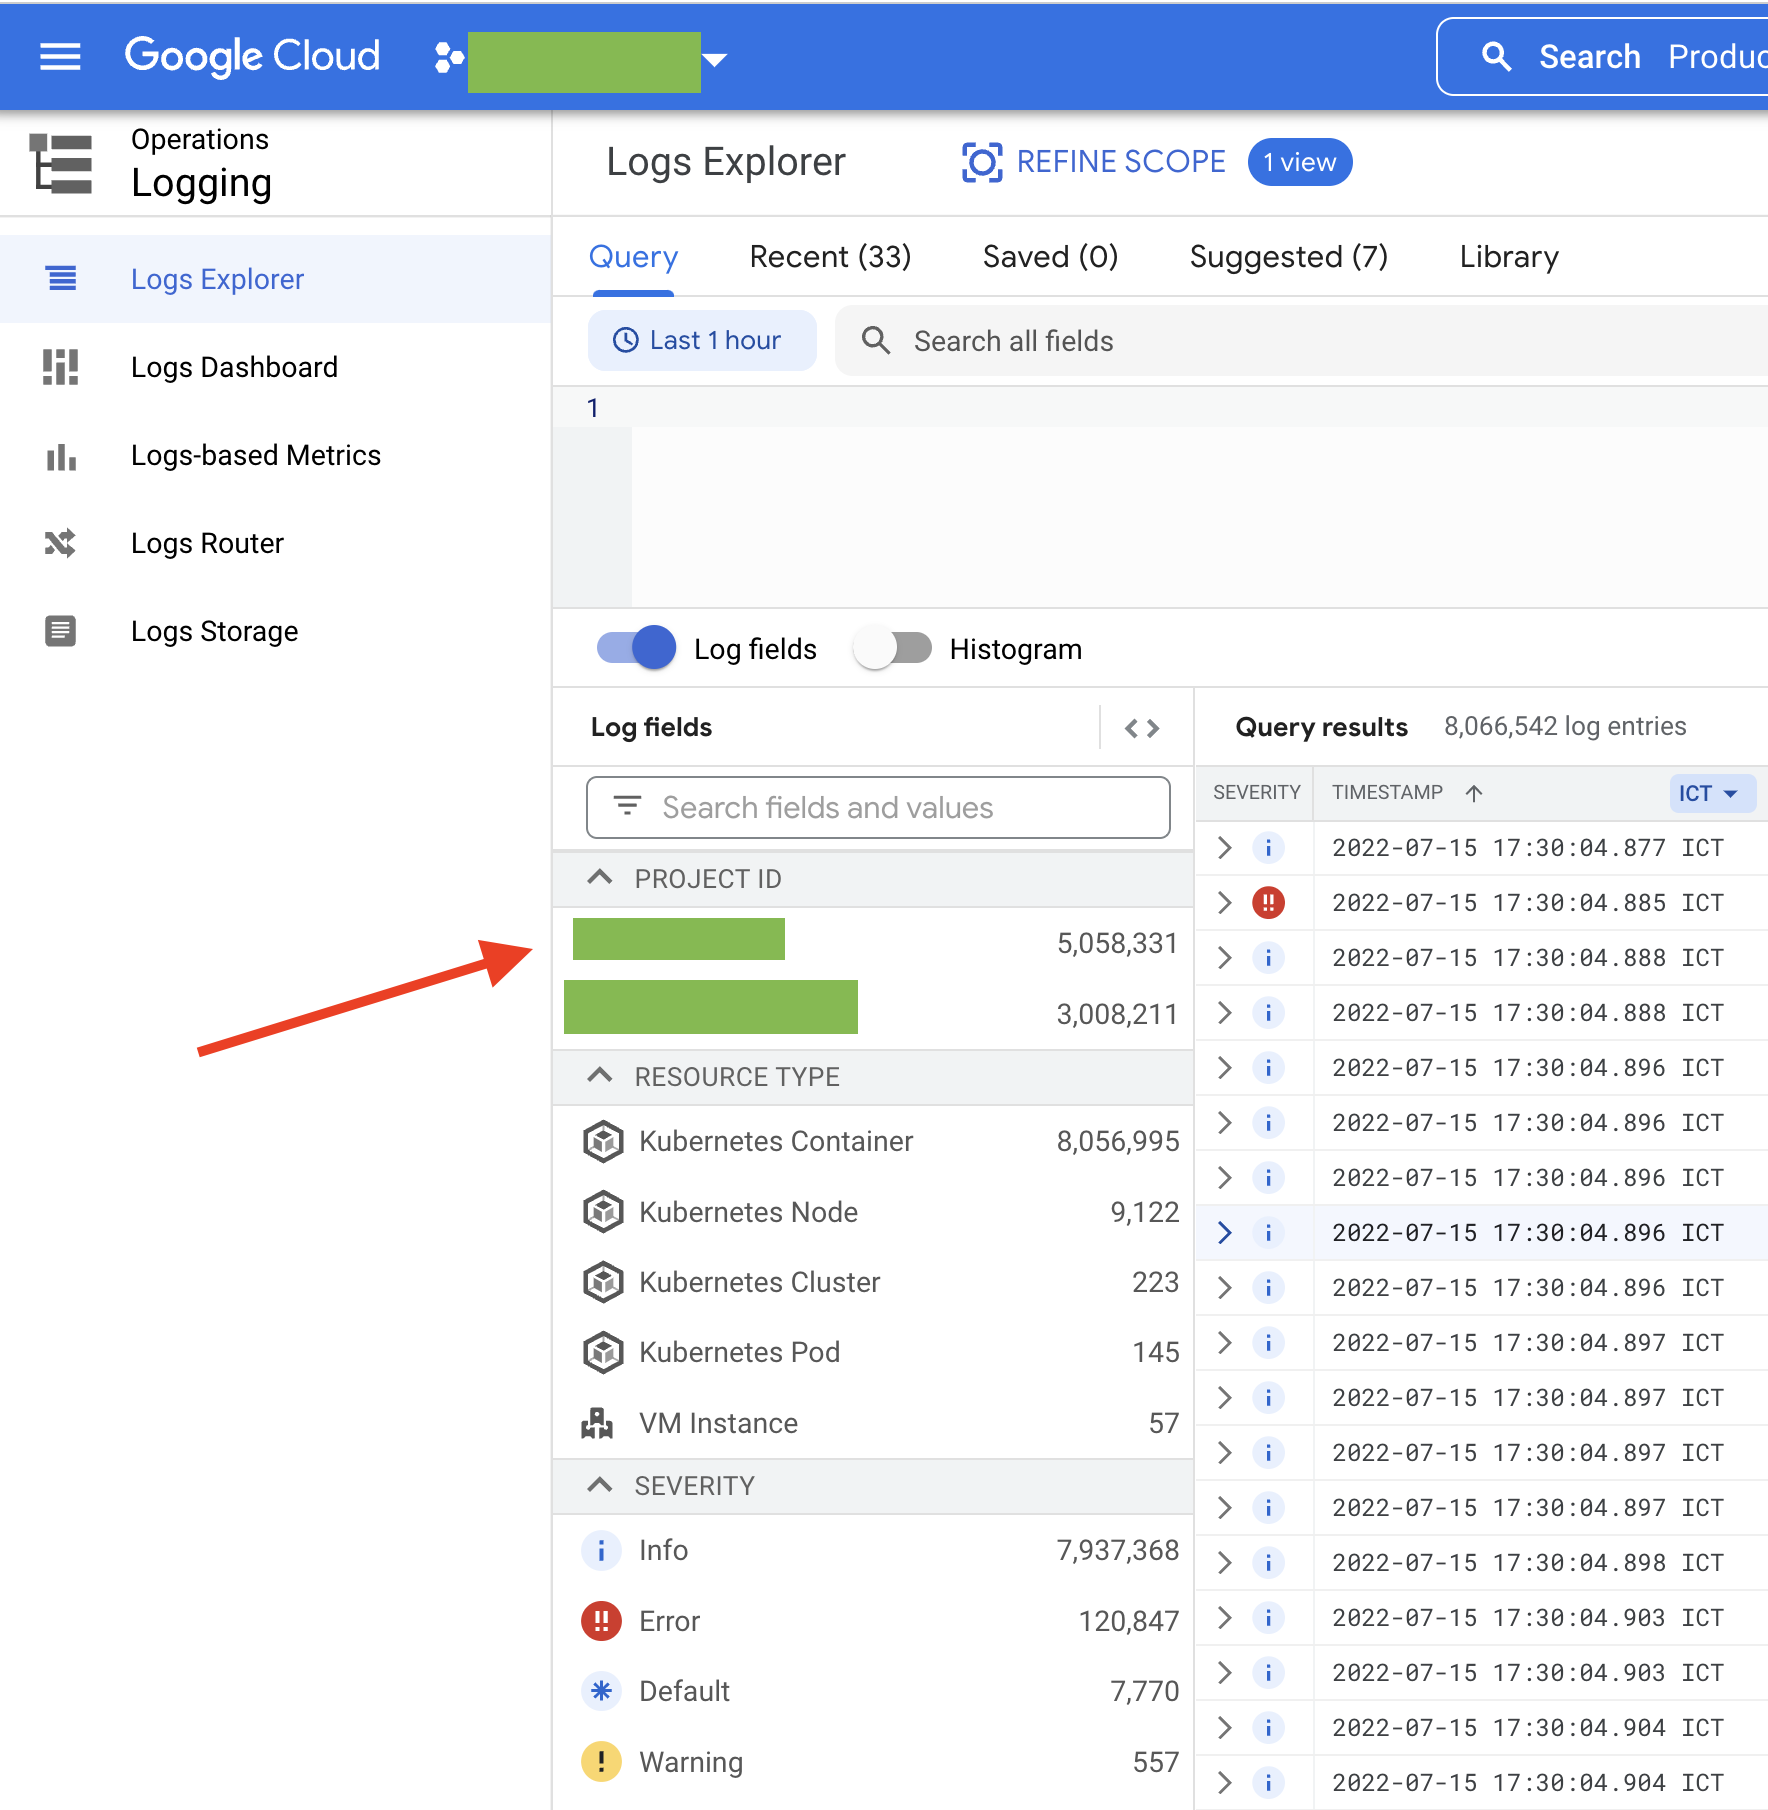 Google Cloud
Search Produc
Operations
Logging
Logs Explorer
Logs Dashboard
Logs-based Metrics
Logs Router
Logs Storage
Logs Explorer
REFINE SCOPE
1 view
Query Recent (33) Saved (0) Suggested (7) Library
Last 1 hour
Search all fields
1
Log fields
Histogram
Log fields
Search fields and values
PROJECT ID
5,058,331
3,008,211
RESOURCE TYPE
Kubernetes Container 8,056,995
Kubernetes Node 9,122
Kubernetes Cluster 223
Kubernetes Pod 145
VM Instance 57
SEVERITY
Info 7,937,368
Error 120,847
Default 7,770
Warning 557
Query results 8,066,542 log entries
SEVERITY TIMESTAMP ICT
2022-07-15 17:30:04.877 ICT
2022-07-15 17:30:04.885 ICT
2022-07-15 17:30:04.888 ICT
2022-07-15 17:30:04.888 ICT
2022-07-15 17:30:04.896 ICT
2022-07-15 17:30:04.896 ICT
2022-07-15 17:30:04.896 ICT
2022-07-15 17:30:04.896 ICT
2022-07-15 17:30:04.896 ICT
2022-07-15 17:30:04.897 ICT
2022-07-15 17:30:04.897 ICT
2022-07-15 17:30:04.897 ICT
2022-07-15 17:30:04.897 ICT
2022-07-15 17:30:04.898 ICT
2022-07-15 17:30:04.903 ICT
2022-07-15 17:30:04.903 ICT
2022-07-15 17:30:04.904 ICT
2022-07-15 17:30:04.904 ICT